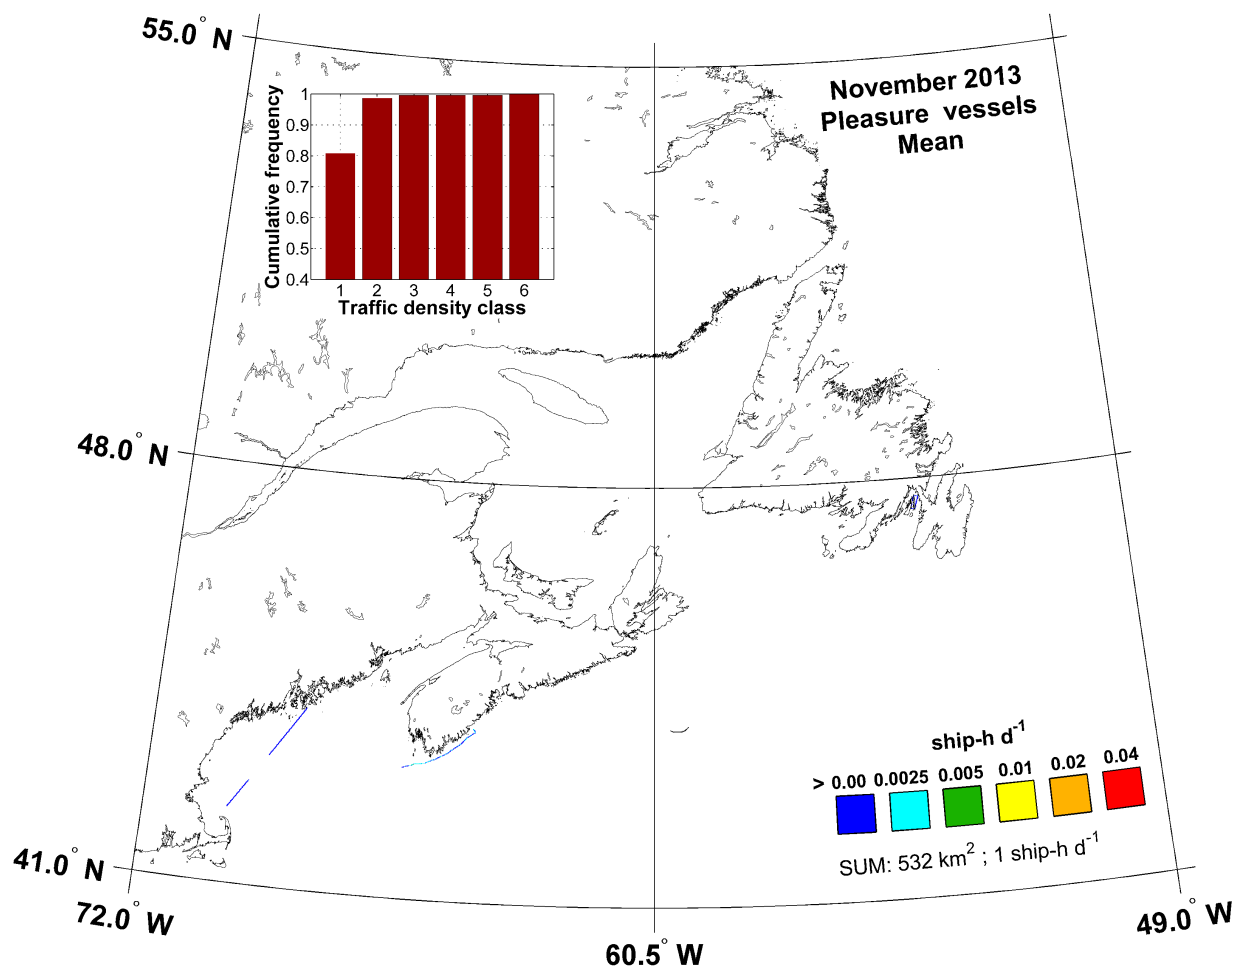 55.0° N
November 2013
Pleasure vessels
Mean
Cumulative frequency
1
0.9
0.8
0.7
0.6
0.5
0.4
1 2 3 4 5 6
Traffic density class
48.0° N
ship-h d⁻¹
> 0.00 0.0025 0.005 0.01 0.02 0.04
SUM: 532 km² ; 1 ship-h d⁻¹
41.0° N
72.0° W
60.5° W
49.0° W